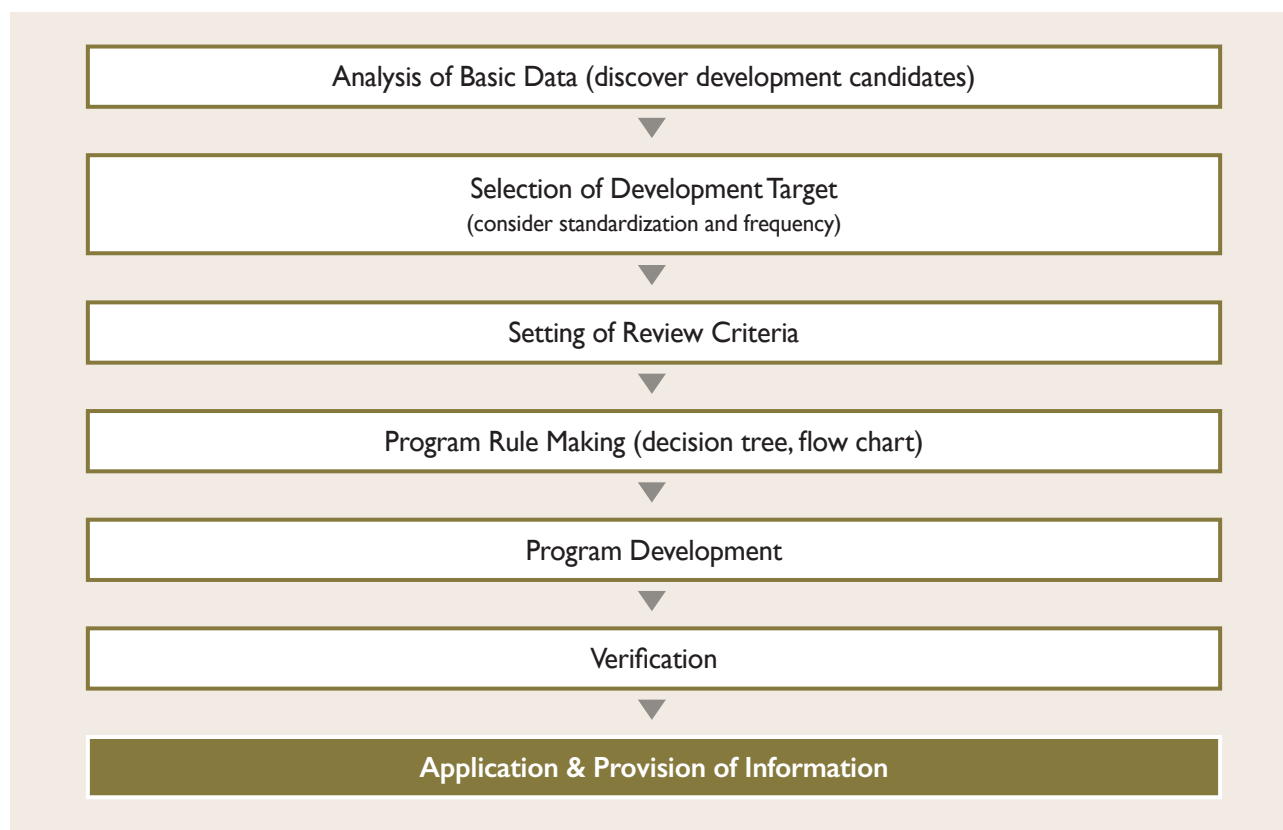 Analysis of Basic Data (discover development candidates)
Selection of Development Target
(consider standardization and frequency)
Setting of Review Criteria
Program Rule Making (decision tree, flow chart)
Program Development
Verification
Application & Provision of Information